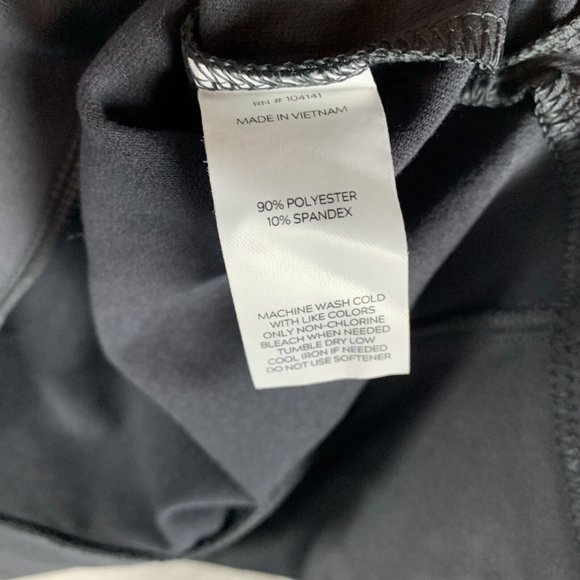 RN # 104141
MADE IN VIETNAM
90% POLYESTER
10% SPANDEX
MACHINE WASH COLD
WITH LIKE COLORS
ONLY NON-CHLORINE
BLEACH WHEN NEEDED
TUMBLE DRY LOW
COOL IRON IF NEEDED
DO NOT USE SOFTENER